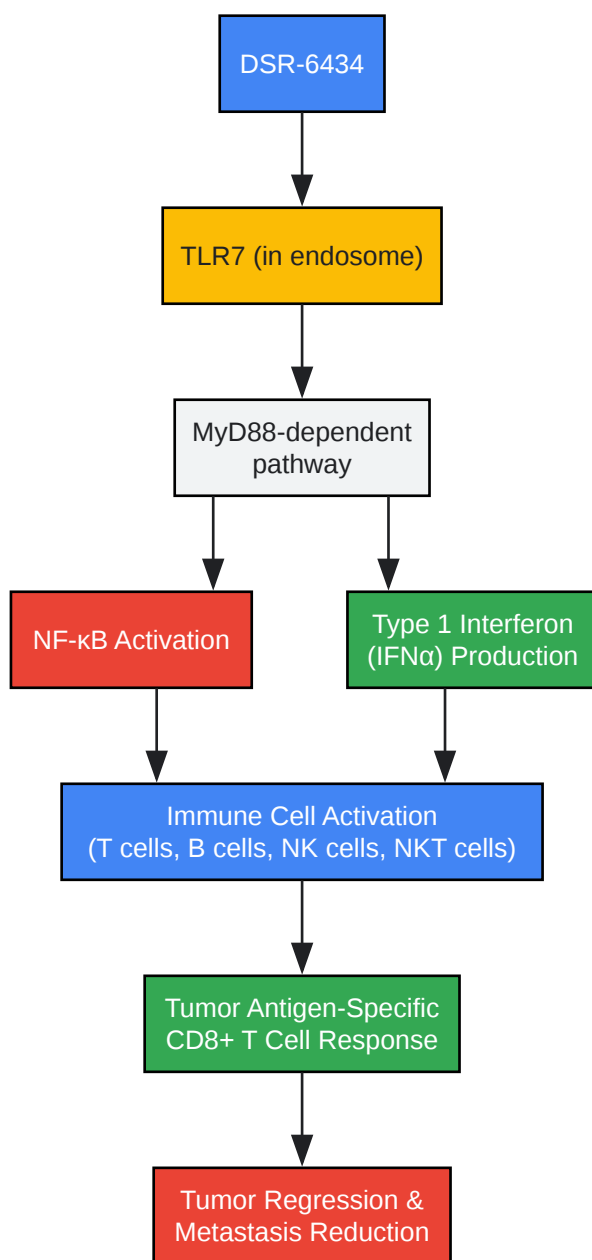 DSR-6434
TLR7 (in endosome)
MyD88-dependent
pathway
NF-κB Activation
Type 1 Interferon
(IFNα) Production
Immune Cell Activation
(T cells, B cells, NK cells, NKT cells)
Tumor Antigen-Specific
CD8+ T Cell Response
Tumor Regression &
Metastasis Reduction